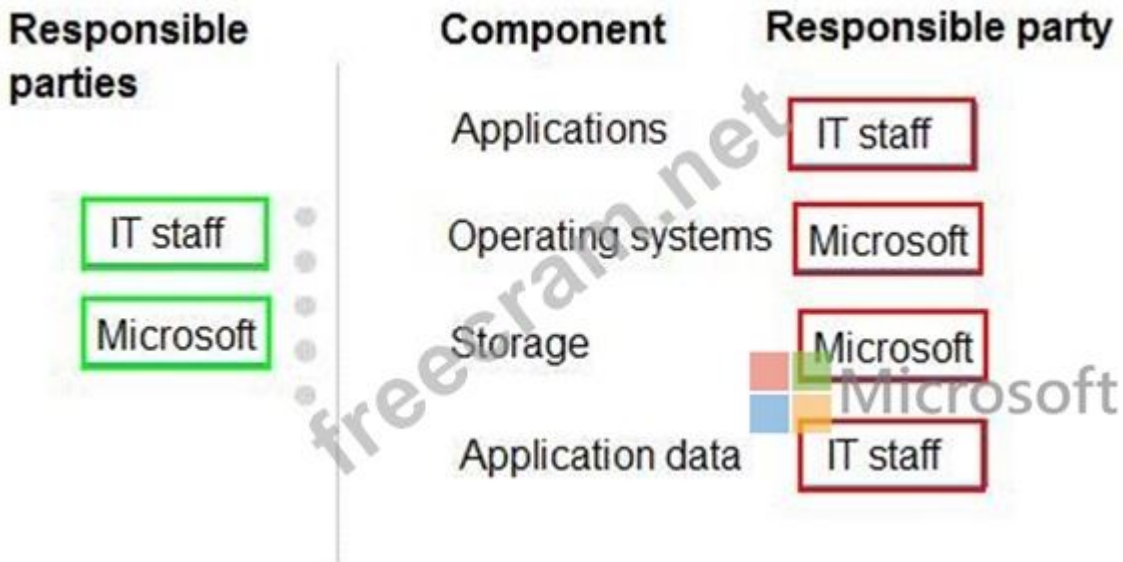 Responsible parties
Component
Responsible party
IT staff
Microsoft
Applications
IT staff
Operating systems
Microsoft
Storage
Microsoft
Microsoft
Application data
IT staff
freecram.net